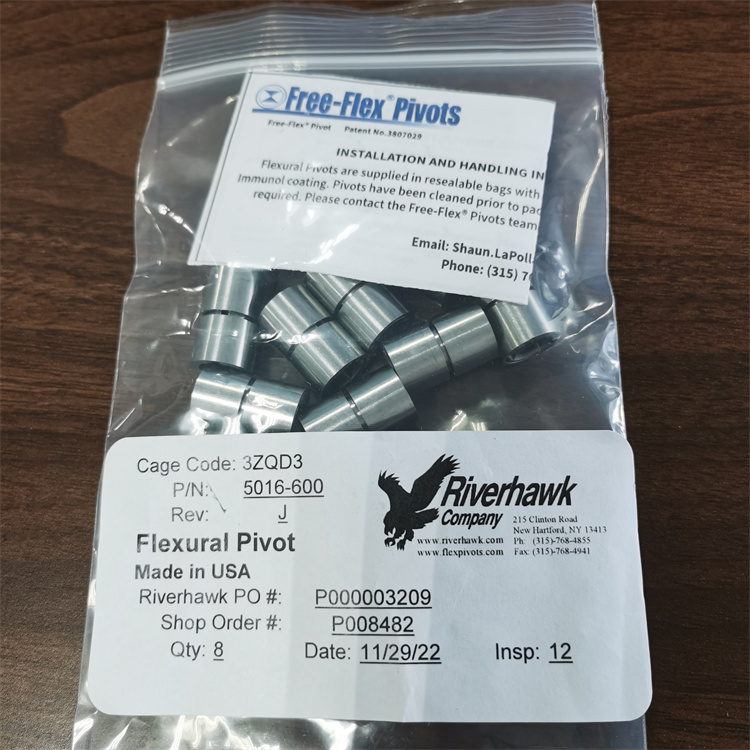 Free-Flex® Pivots
Free-Flex® Pivot Patent No.3807029
INSTALLATION AND HANDLING IN
Flexural Pivots are supplied in resealable bags with
Immunol coating. Pivots have been cleaned prior to pac
required. Please contact the Free-Flex® Pivots team
Email: Shaun.LaPoll
Phone: (315) 76
Cage Code: 3ZQD3
P/N: 5016-600
Rev: J
Flexural Pivot
Made in USA
Riverhawk
Company
215 Clinton Road
New Hartford, NY 13413
www.riverhawk.com Ph: (315)-768-4855
www.flexpivots.com Fax: (315)-768-4941
Riverhawk PO #: P000003209
Shop Order #: P008482
Qty: 8 Date: 11/29/22 Insp: 12